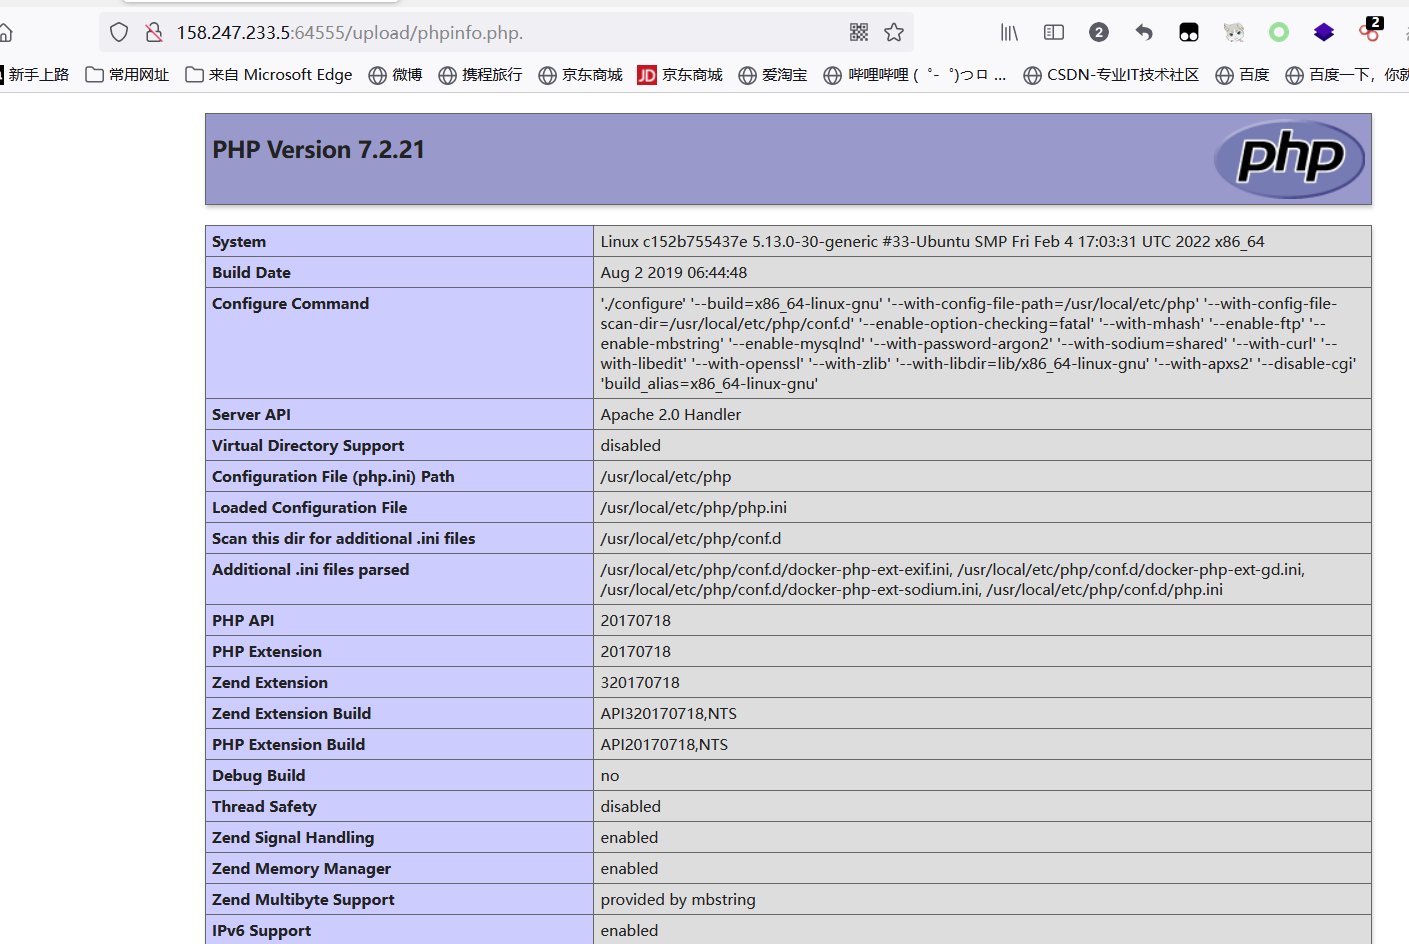 158.247.233.5:64555/upload/phpinfo.php.
2
2
新手上路 常用网址 来自 Microsoft Edge 微博 携程旅行 京东商城 JD 京东商城 爱淘宝 哔哩哔哩 ( ゜- ゜)つロ ... CSDN-专业IT技术社区 百度 百度一下，你就
PHP Version 7.2.21
php
System Linux c152b755437e 5.13.0-30-generic #33-Ubuntu SMP Fri Feb 4 17:03:31 UTC 2022 x86_64
Build Date Aug 2 2019 06:44:48
Configure Command './configure' '--build=x86_64-linux-gnu' '--with-config-file-path=/usr/local/etc/php' '--with-config-file-
scan-dir=/usr/local/etc/php/conf.d' '--enable-option-checking=fatal' '--with-mhash' '--enable-ftp' '--
enable-mbstring' '--enable-mysqlnd' '--with-password-argon2' '--with-sodium=shared' '--with-curl' '--
with-libedit' '--with-openssl' '--with-zlib' '--with-libdir=lib/x86_64-linux-gnu' '--with-apxs2' '--disable-cgi'
'build_alias=x86_64-linux-gnu'
Server API Apache 2.0 Handler
Virtual Directory Support disabled
Configuration File (php.ini) Path /usr/local/etc/php
Loaded Configuration File /usr/local/etc/php/php.ini
Scan this dir for additional .ini files /usr/local/etc/php/conf.d
Additional .ini files parsed /usr/local/etc/php/conf.d/docker-php-ext-exif.ini, /usr/local/etc/php/conf.d/docker-php-ext-gd.ini,
/usr/local/etc/php/conf.d/docker-php-ext-sodium.ini, /usr/local/etc/php/conf.d/php.ini
PHP API 20170718
PHP Extension 20170718
Zend Extension 320170718
Zend Extension Build API320170718,NTS
PHP Extension Build API20170718,NTS
Debug Build no
Thread Safety disabled
Zend Signal Handling enabled
Zend Memory Manager enabled
Zend Multibyte Support provided by mbstring
IPv6 Support enabled